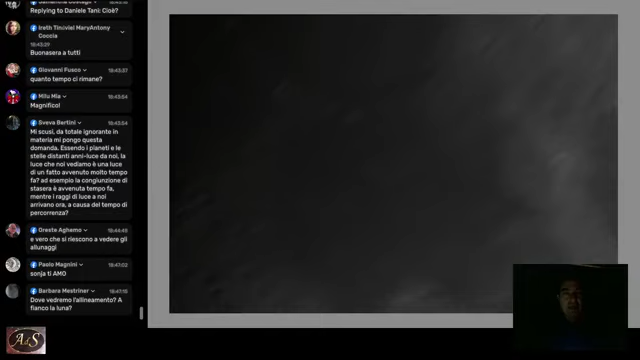 Replying to Daniele Tani: Cioè?
Ireth Tinúviel MaryAntony
Coccia
18:43:29
Buonasera a tutti
Giovanni Fusco 18:43:37
quanto tempo ci rimane?
Milu Mia 18:43:54
Magnifico!
Sveva Bertini 18:43:54
Mi scusi, da totale ignorante in
materia mi pongo questa
domanda. Essendo i pianeti e le
stelle distanti anni-luce da noi, la
luce che noi vediamo è una luce
di un fatto avvenuto molto tempo
fa? ad esempio la congiunzione di
stasera è avvenuta tempo fa,
mentre i raggi di luce a noi
arrivano ora, a causa del tempo di
percorrenza?
Oreste Aghemo 18:44:48
e vero che si riescono a vedere gli
allunaggi
Paolo Magnini 18:47:02
sonja ti AMO
Barbara Mestriner 18:47:10
Dove vedremo l'allineamento? A
fianco la luna?
AdS